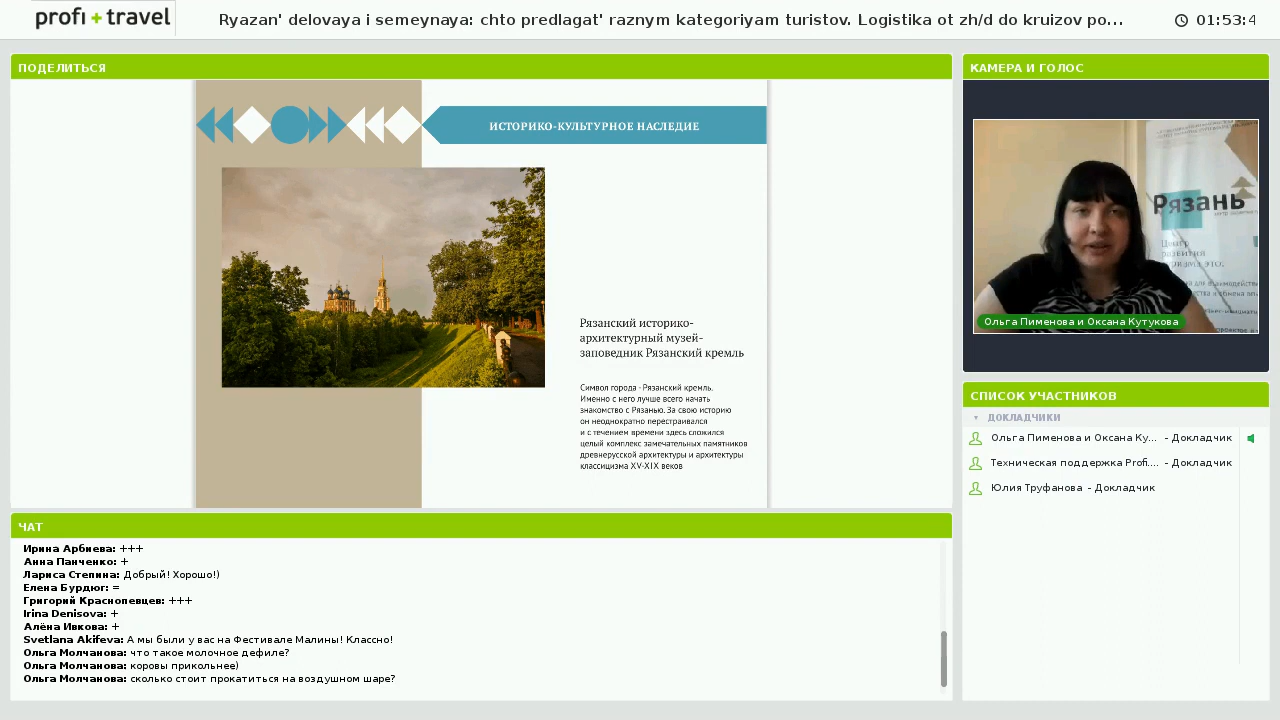 profi + travel
Ryazan' delovaya i semeynaya: chto predlagat' raznym kategoriyam turistov. Logistika ot zh/d do kruizov po...
01:53:4
ПОДЕЛИТЬСЯ
ИСТОРИКО-КУЛЬТУРНОЕ НАСЛЕДИЕ
Рязанский историко-
архитектурный музей-
заповедник Рязанский кремль
Символ города - Рязанский кремль.
Именно с него лучше всего начать
знакомство с Рязанью. За свою историю
он неоднократно перестраивался
и с течением времени здесь сложился
целый комплекс замечательных памятников
древнерусской архитектуры и архитектуры
классицизма XV-XIX веков
КАМЕРА И ГОЛОС
Рязань
Центр
развития
Ольга Пименова и Оксана Кутукова
СПИСОК УЧАСТНИКОВ
ДОКЛАДЧИКИ
Ольга Пименова и Оксана Ку... - Докладчик
Техническая поддержка Profi.... - Докладчик
Юлия Труфанова - Докладчик
ЧАТ
Ирина Арбиева: +++
Анна Панченко: +
Лариса Степина: Добрый! Хорошо!)
Елена Бурдюг: =
Григорий Краснопевцев: +++
Irina Denisova: +
Алёна Ивкова: +
Svetlana Akifeva: А мы были у вас на Фестивале Малины! Классно!
Ольга Молчанова: что такое молочное дефиле?
Ольга Молчанова: коровы прикольнее)
Ольга Молчанова: сколько стоит прокатиться на воздушном шаре?